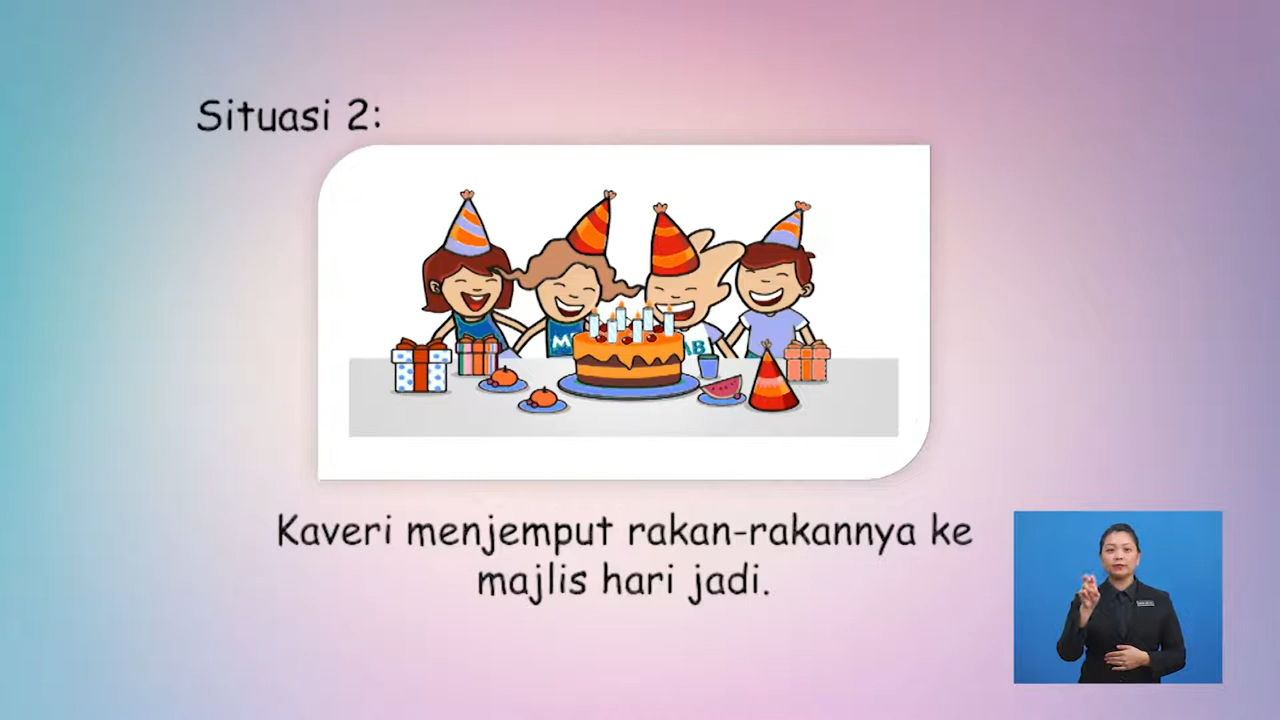 Situasi 2:
Kaveri menjemput rakan-rakannya ke
majlis hari jadi.